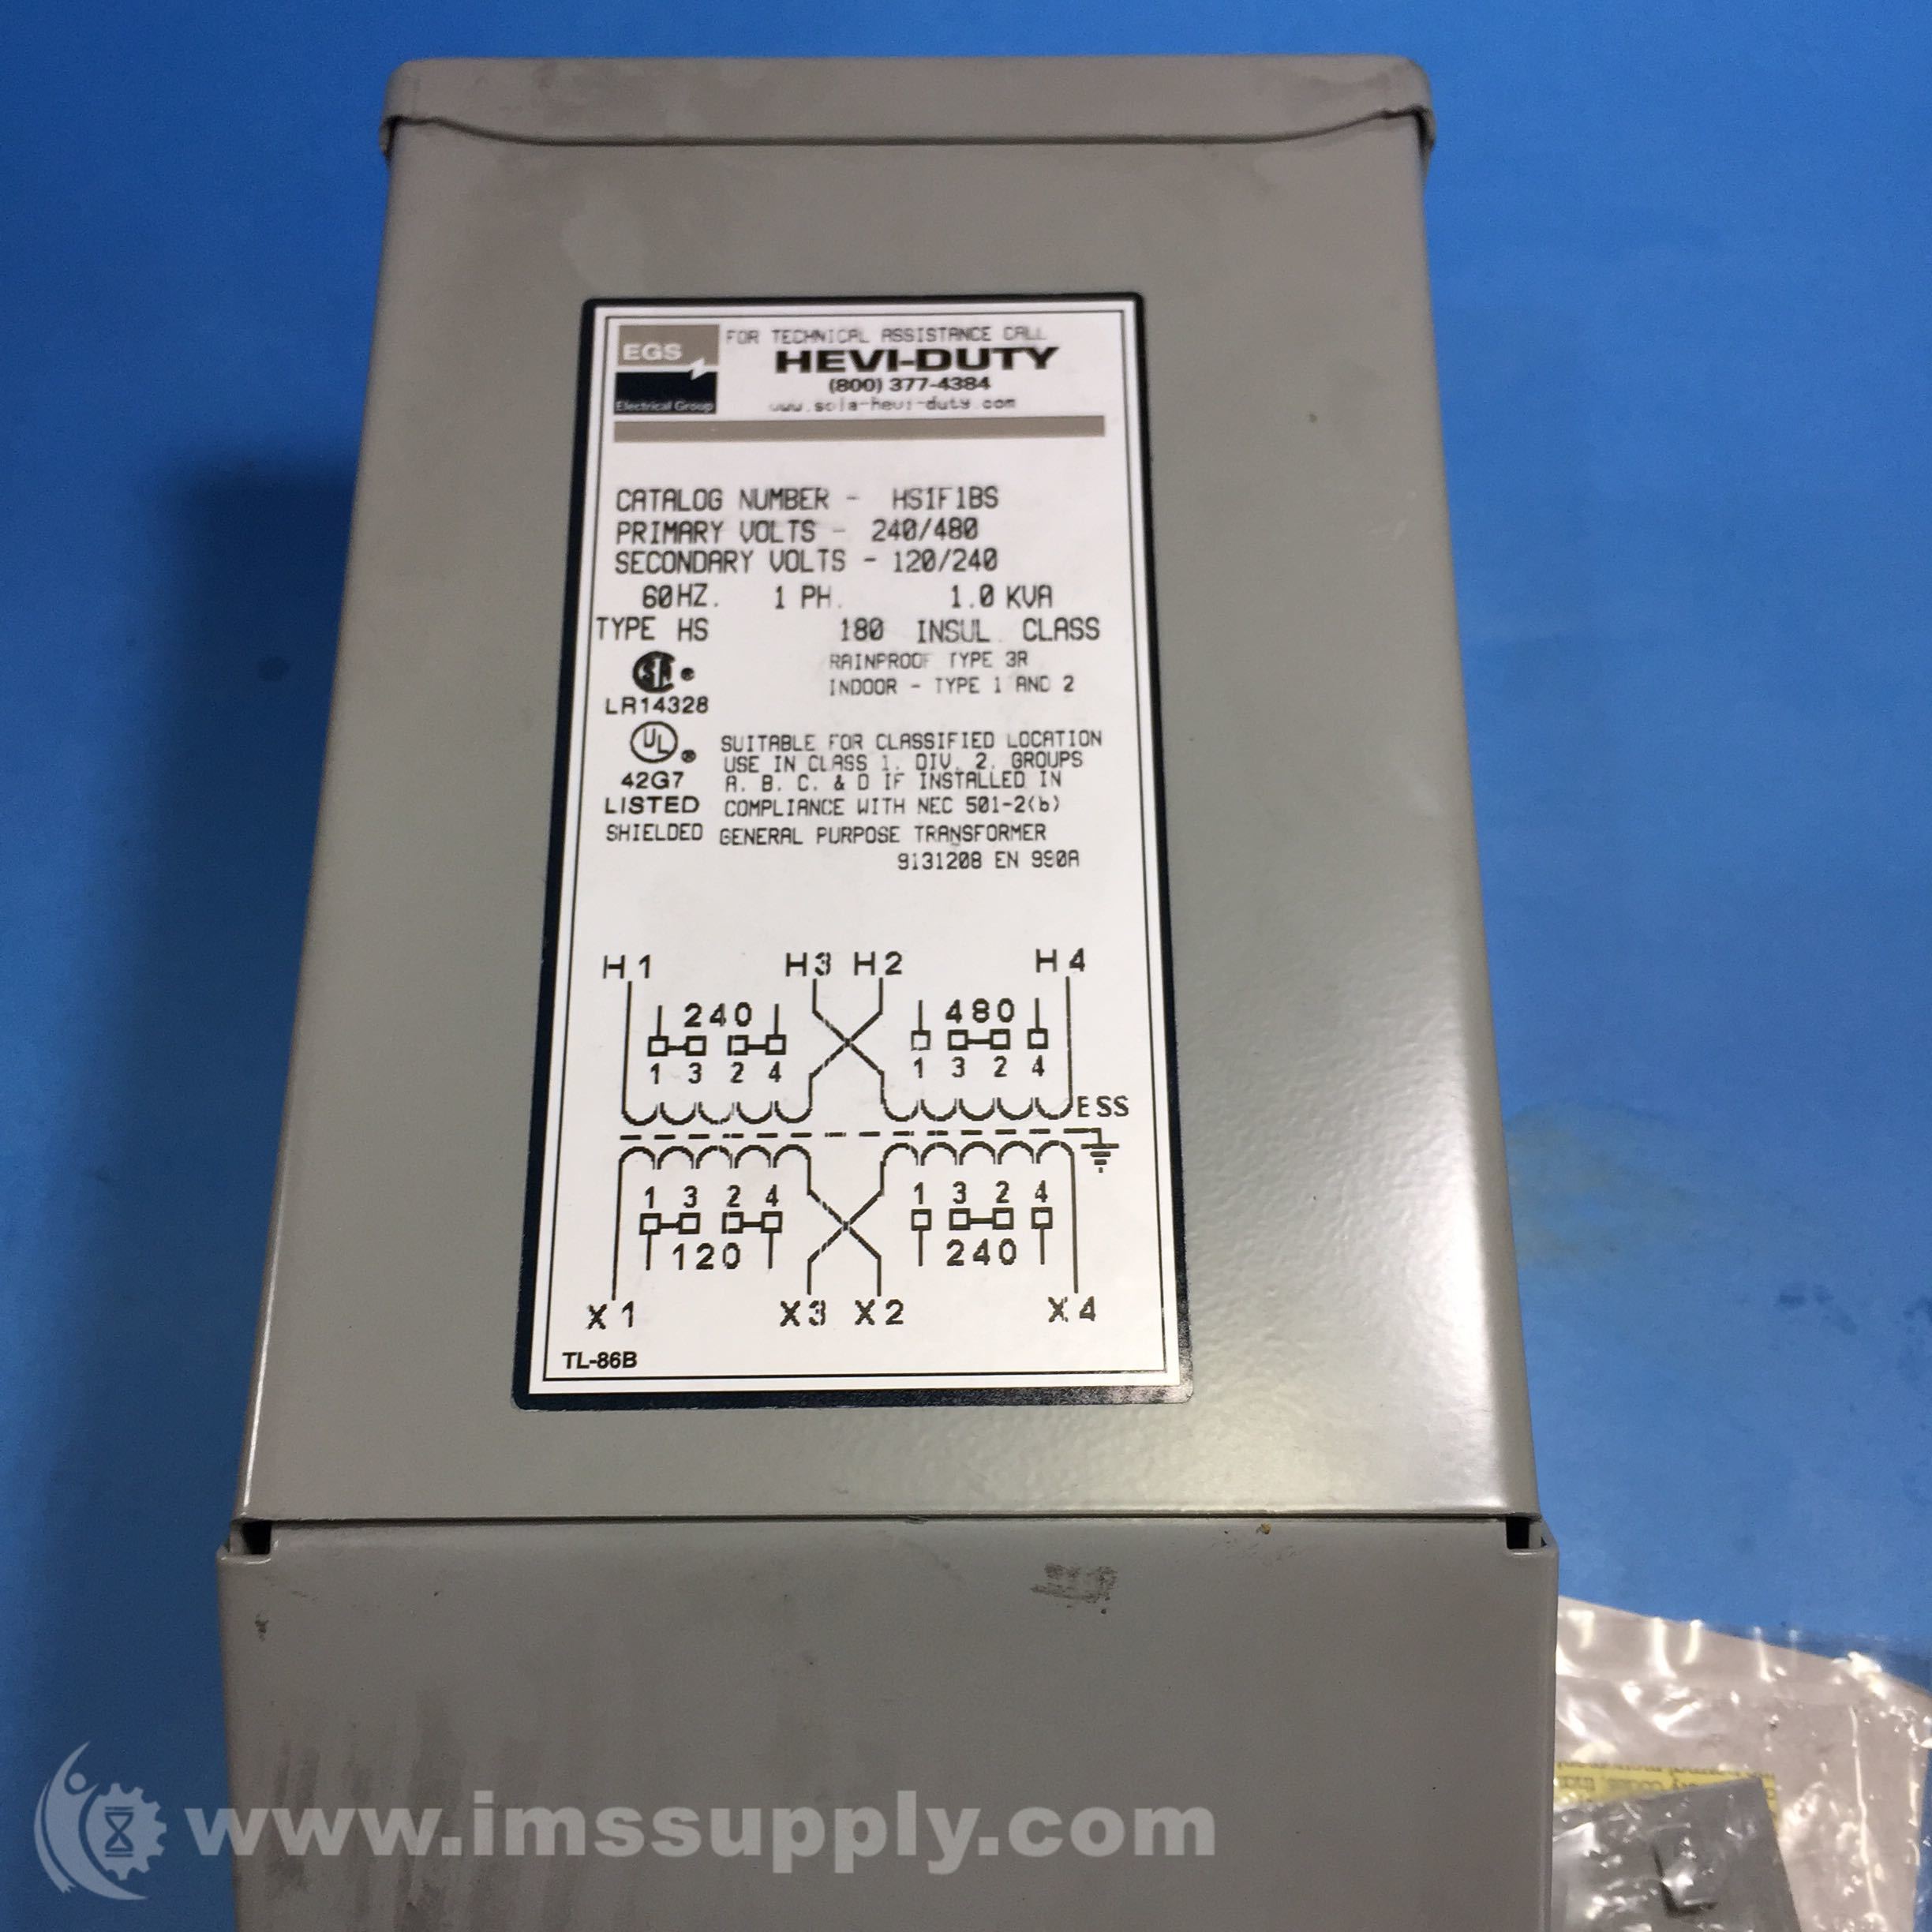 EGS
Electrical Group
FOR TECHNICAL ASSISTANCE CALL
HEVI-DUTY
(800) 377-4384
www.sola-hevi-duty.com
CATALOG NUMBER - HS1F1BS
PRIMARY VOLTS - 240/480
SECONDARY VOLTS - 120/240
60HZ. 1 PH. 1.0 KVA
TYPE HS 180 INSUL. CLASS
RAINPROOF TYPE 3R
INDOOR - TYPE 1 AND 2
SA ®
LR14328
UL ®
42G7
LISTED
SUITABLE FOR CLASSIFIED LOCATION
USE IN CLASS 1, DIV. 2, GROUPS
A, B, C, & D IF INSTALLED IN
COMPLIANCE WITH NEC 501-2(b)
SHIELDED GENERAL PURPOSE TRANSFORMER
9131208 EN 990A
H1 H3 H2 H4
240 480
1 3 2 4 1 3 2 4
ESS
1 3 2 4 1 3 2 4
120 240
X1 X3 X2 X4
TL-86B
www.imssupply.com